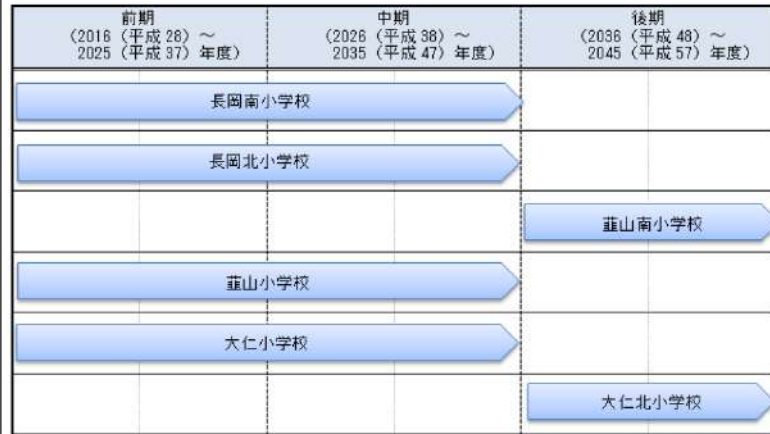 前期
（2016（平成 28）～
2025（平成 37）年度）
中期
（2026（平成 38）～
2035（平成 47）年度）
後期
（2036（平成 48）～
2045（平成 57）年度）
長岡南小学校
長岡北小学校
韮山南小学校
韮山小学校
大仁小学校
大仁北小学校